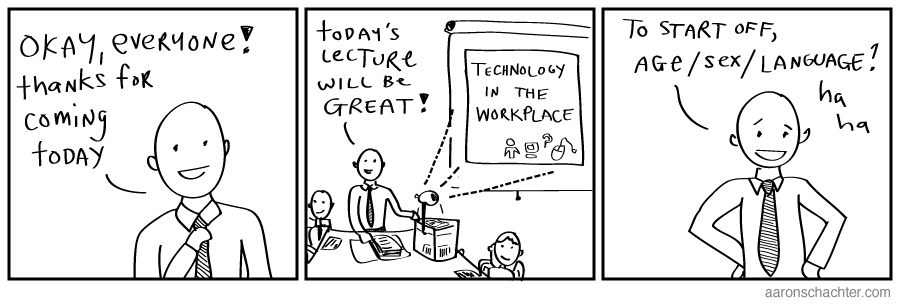 OKAY, eveRYONE!
thanks for
coming
toDAY
toDAY's
LecTURe
WILL Be
GREAT!
TECHNOLOGY
IN THE
WORKPLACE
To START OFF,
AGe/sex/LANGUAGE?
ha
ha
aaronschachter.com